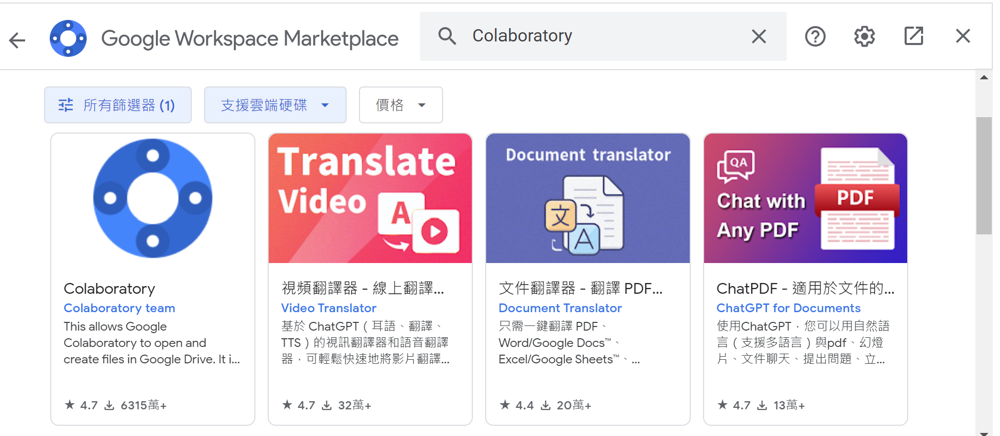 Google Workspace Marketplace
Colaboratory
所有篩選器 (1)
支援雲端硬碟
價格
Colaboratory
Colaboratory team
This allows Google
Colaboratory to open and
create files in Google Drive. It i...
★ 4.7 6315萬+
Translate
Video
A
視頻翻譯器 - 線上翻譯...
Video Translator
基於 ChatGPT（耳語、翻譯、
TTS）的視訊翻譯器和語音翻譯
器，可輕鬆快速地將影片翻譯...
★ 4.7 32萬+
Document translator
文
A
文件翻譯器 - 翻譯 PDF...
Document Translator
只需一鍵翻譯 PDF、
Word/Google Docs™、
Excel/Google Sheets™、...
★ 4.4 20萬+
QA
Chat with
Any PDF
PDF
ChatPDF - 適用於文件的...
ChatGPT for Documents
使用ChatGPT，您可以用自然語
言（支援多語言）與pdf、幻燈
片、文件聊天、提出問題、立...
★ 4.7 13萬+